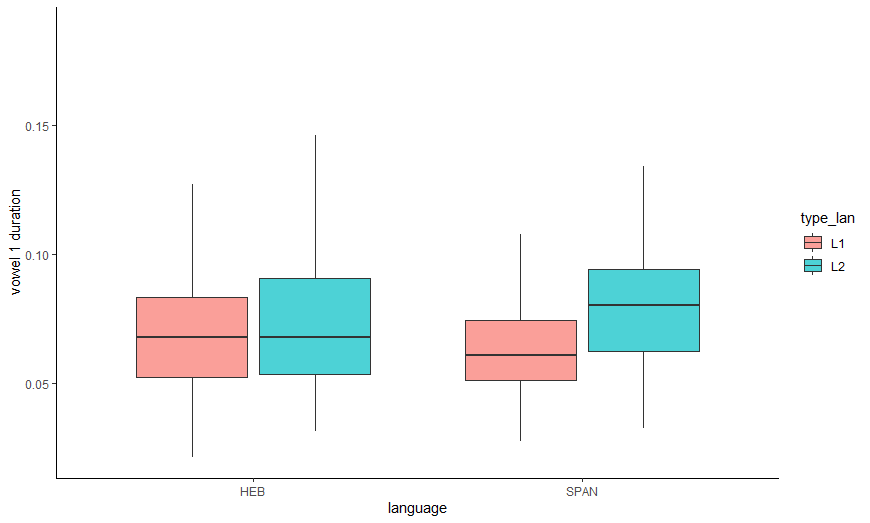 0.15
0.10
0.05
vowel 1 duration
HEB
SPAN
language
type_lan
L1
L2